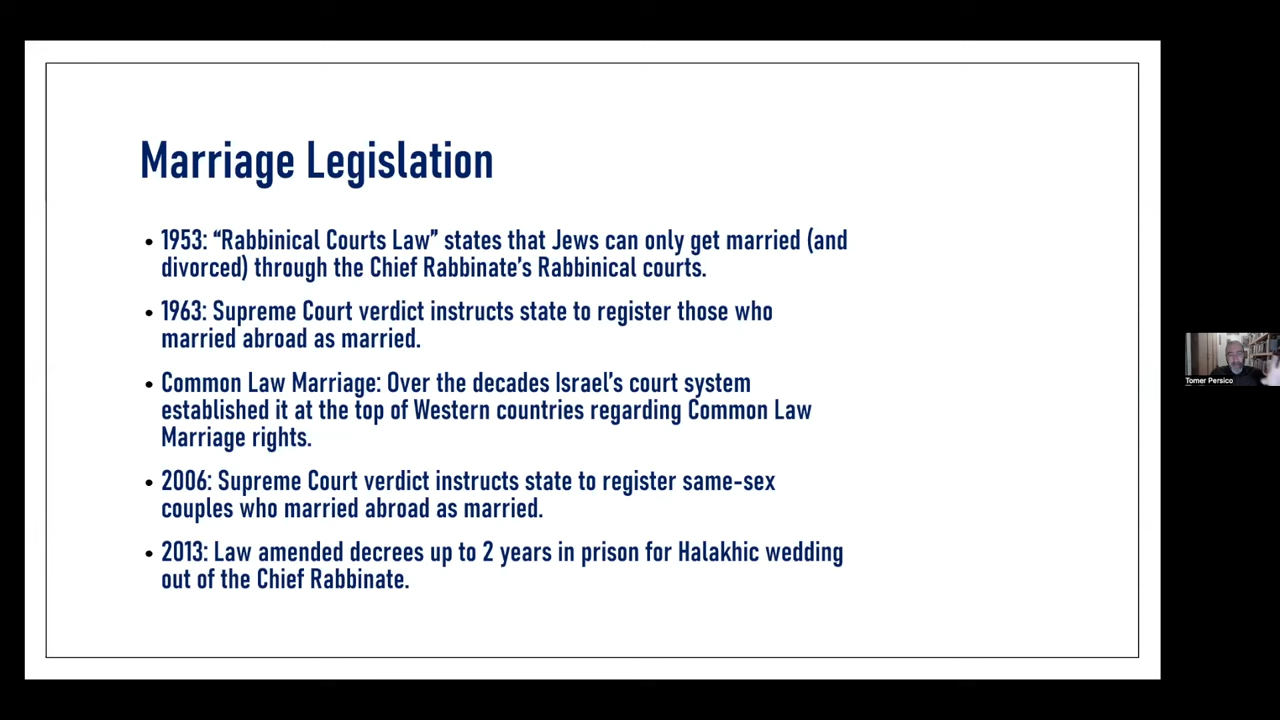 Marriage Legislation
• 1953: “Rabbinical Courts Law” states that Jews can only get married (and
divorced) through the Chief Rabbinate’s Rabbinical courts.
• 1963: Supreme Court verdict instructs state to register those who
married abroad as married.
• Common Law Marriage: Over the decades Israel’s court system
established it at the top of Western countries regarding Common Law
Marriage rights.
• 2006: Supreme Court verdict instructs state to register same-sex
couples who married abroad as married.
• 2013: Law amended decrees up to 2 years in prison for Halakhic wedding
out of the Chief Rabbinate.
Tomer Persico